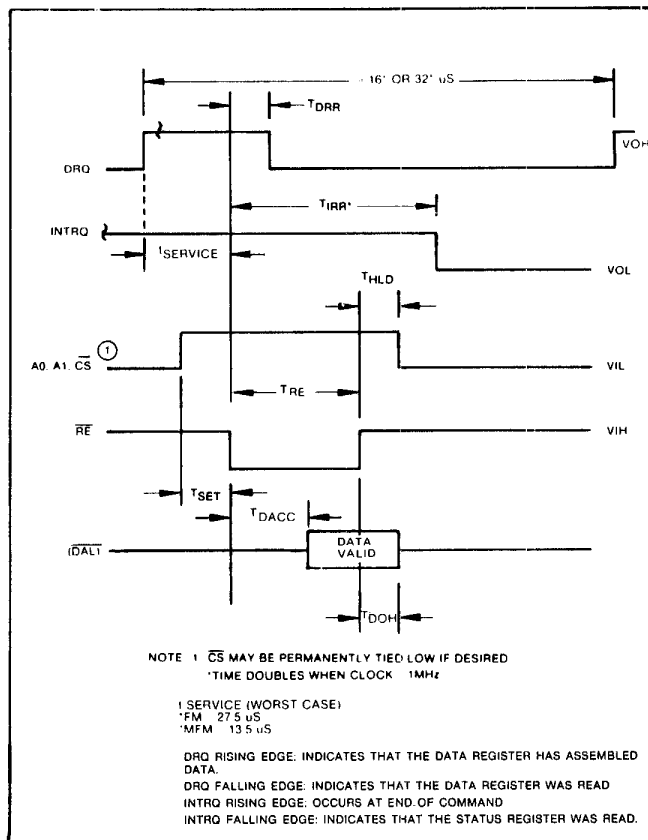 16* OR 32* uS
TDRR
VOH
DRQ
TIRR*
INTRQ
tSERVICE
VOL
THLD
1
A0. A1. CS
VIL
TRE
RE
VIH
TSET
TDACC
(DAL)
DATA
VALID
TDOH
NOTE 1 CS MAY BE PERMANENTLY TIED LOW IF DESIRED
*TIME DOUBLES WHEN CLOCK 1MHz
t SERVICE (WORST CASE)
*FM 27.5 uS
*MFM 13.5 uS
DRQ RISING EDGE: INDICATES THAT THE DATA REGISTER HAS ASSEMBLED
DATA.
DRQ FALLING EDGE: INDICATES THAT THE DATA REGISTER WAS READ
INTRQ RISING EDGE: OCCURS AT END OF COMMAND
INTRQ FALLING EDGE: INDICATES THAT THE STATUS REGISTER WAS READ.